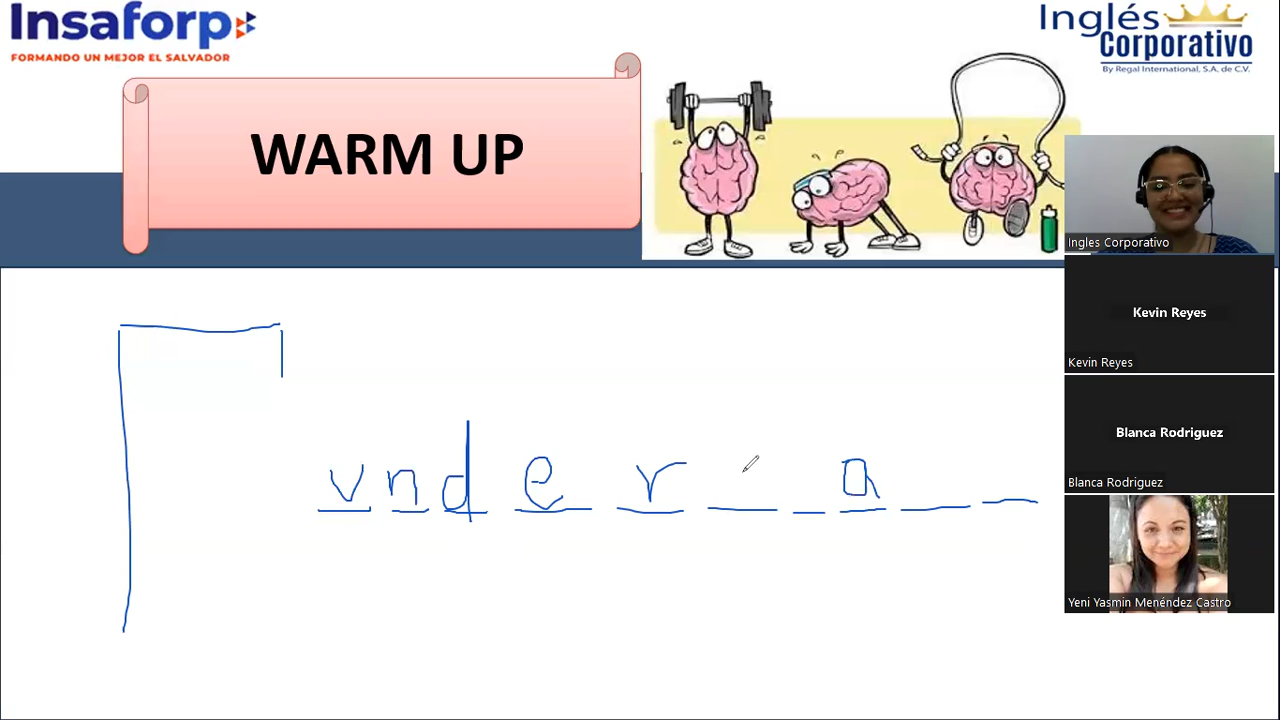 Insaforp
FORMANDO UN MEJOR EL SALVADOR
Inglés
Corporativo
By Regal International, S.A. de C.V.
WARM UP
Ingles Corporativo
Kevin Reyes
Kevin Reyes
Blanca Rodriguez
Blanca Rodriguez
Yeni Yasmin Menéndez Castro
v n d e r _ _ a _ _